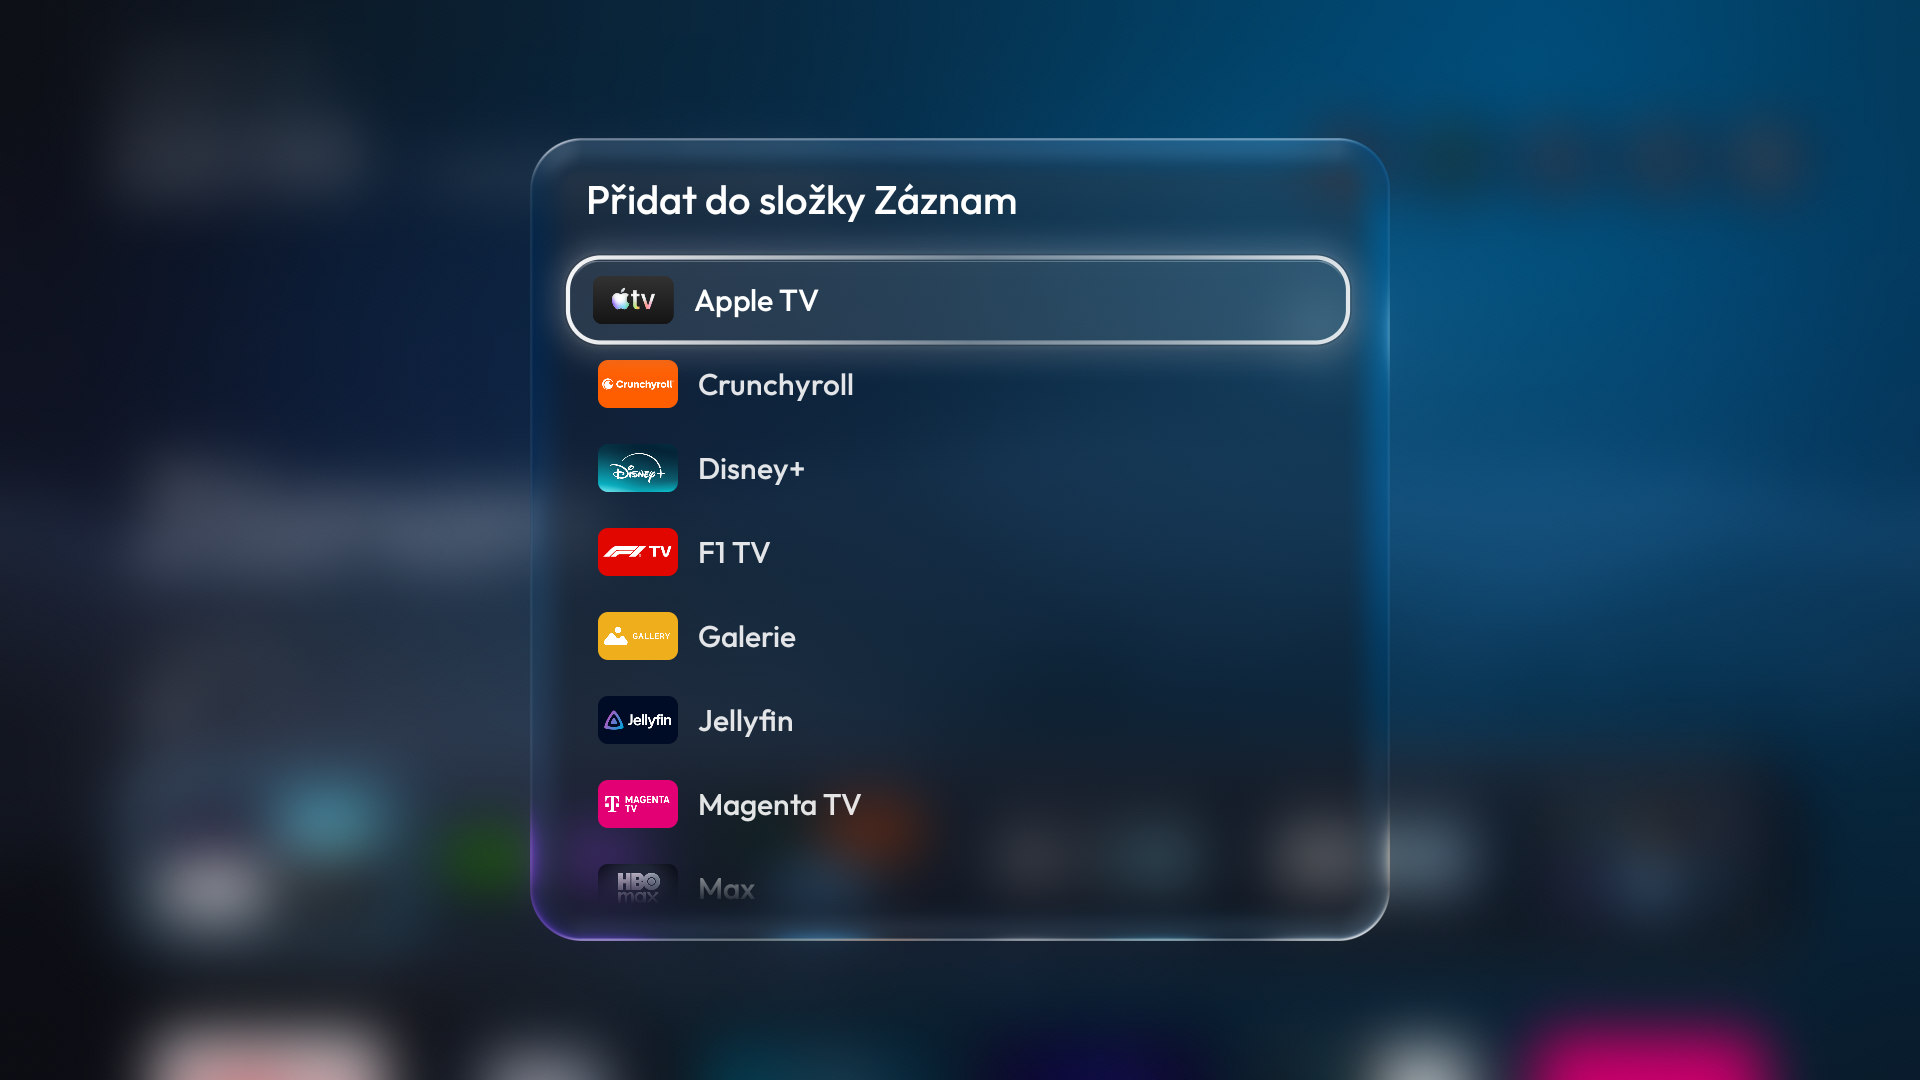 Přidat do složky Záznam
tv Apple TV
Crunchyroll Crunchyroll
Disney+ Disney+
F1 TV F1 TV
GALLERY Galerie
Jellyfin Jellyfin
T MAGENTA TV Magenta TV
HBO max Max